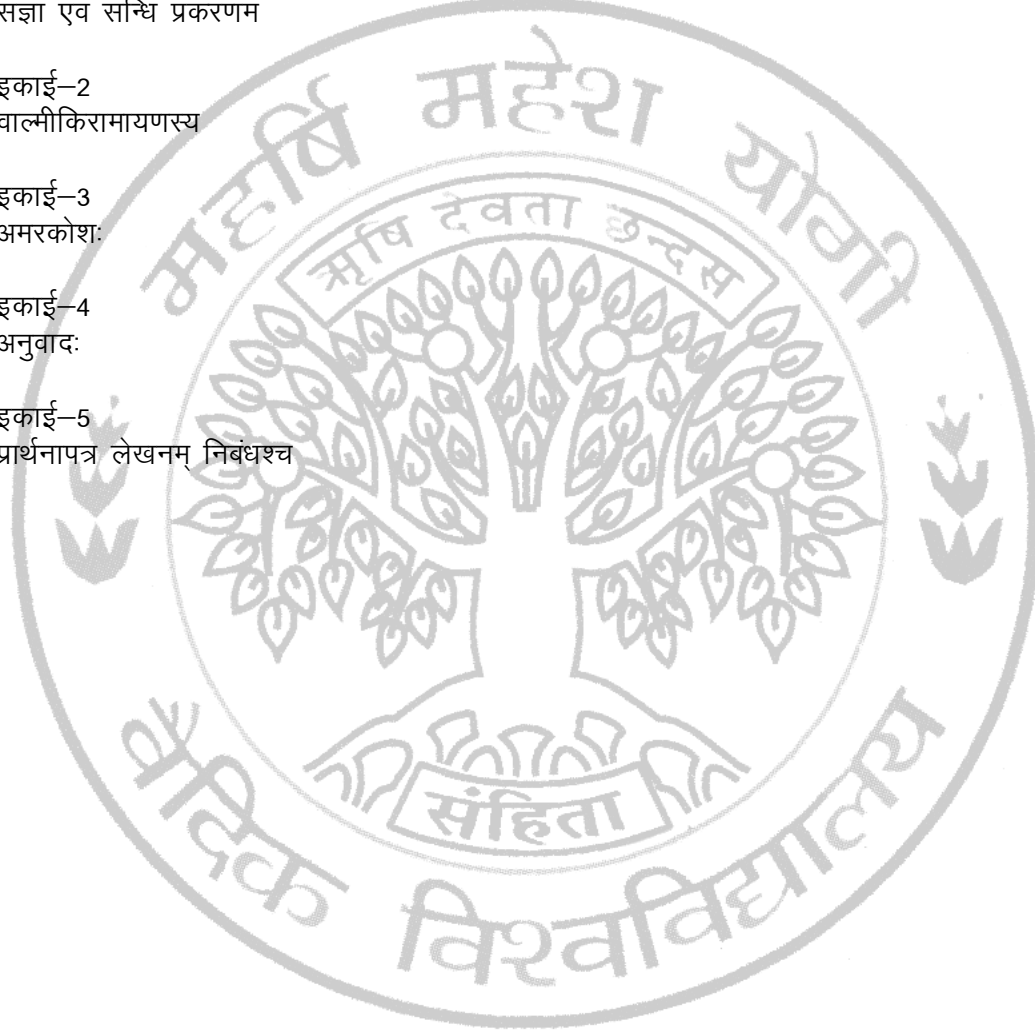 सज्ञा एव सन्धि प्रकरणम
इकाई–2
वाल्मीकिरामायणस्य
इकाई–3
अमरकोशः
इकाई–4
अनुवादः
इकाई–5
प्रार्थनापत्र लेखनम् निबंधश्च
महर्षि महेश योगी
ऋषि देवता छन्दस
संहिता
वैदिक विश्वविद्यालय